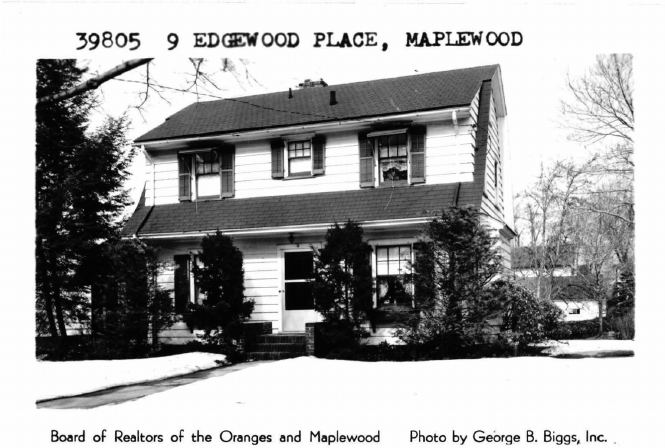 39805 9 EDGEWOOD PLACE, MAPLEWOOD
Board of Realtors of the Oranges and Maplewood Photo by George B. Biggs, Inc.